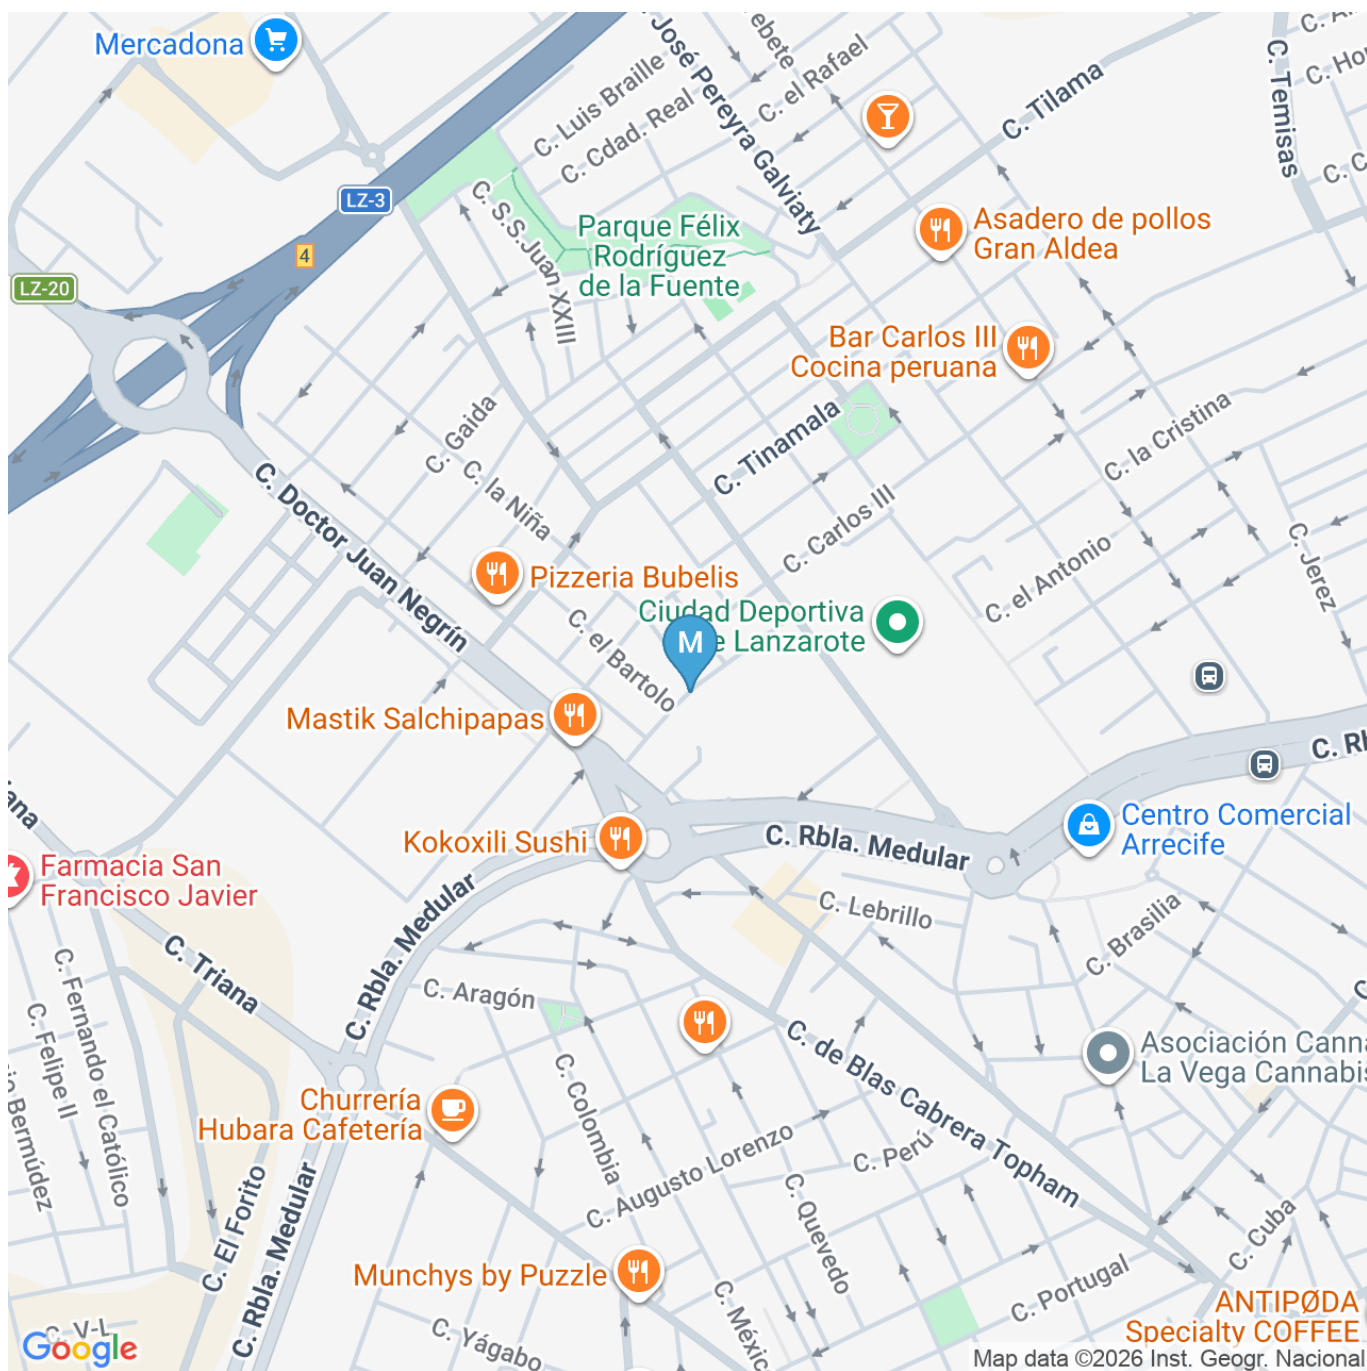 Mercadona
C. Luis Braille
C. Cdad. Real
José Pereyra Galviaty
C. el Rafael
C. Tilama
C. Temisas
LZ-3
4
LZ-20
C. S.S.Juan XXIII
Parque Félix
Rodríguez
de la Fuente
Asadero de pollos
Gran Aldea
Bar Carlos III
Cocina peruana
C. Gaida
C. la Niña
C. Tinamala
C. la Cristina
C. Carlos III
C. Doctor Juan Negrín
Pizzeria Bubelis
C. el Antonio
C. Jerez
C. el Bartolo
Ciudad Deportiva
Lanzarote
M
Mastik Salchipapas
Kokoxili Sushi
C. Rbla. Medular
Centro Comercial
Arrecife
Farmacia San
Francisco Javier
C. Lebrillo
C. Brasilia
C. Rbla. Medular
C. Triana
C. Aragón
C. Fernando el Católico
C. Felipe II
Bermúdez
C. de Blas Cabrera Topham
Asociación
La Vega Cannabis
Churrería
Hubara Cafetería
C. Colombia
C. Augusto Lorenzo
C. Perú
C. Quevedo
C. El Forito
C. Rbla. Medular
Munchys by Puzzle
C. Cuba
C. Portugal
C. V-L
C. Yágabo
ANTIPØDA
Specialty COFFEE
Google
Map data ©2026 Inst. Geogr. Nacional